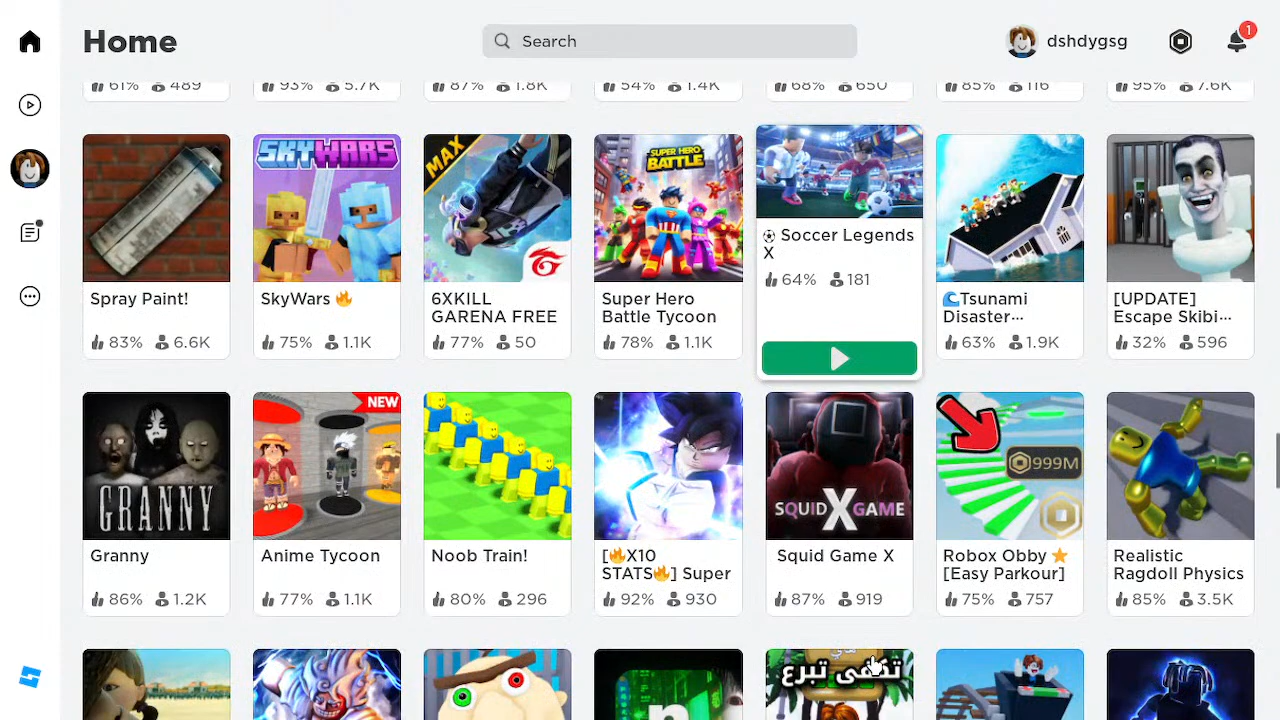 Home
Search
dshdygsg
1
61% 489
93% 5.7K
87% 1.8K
54% 1.4K
68% 650
85% 116
95% 7.6K
SKYWARS
MAX
SUPER HERO
BATTLE
Spray Paint!
83% 6.6K
SkyWars 🔥
75% 1.1K
6XKILL
GARENA FREE
77% 50
Super Hero
Battle Tycoon
78% 1.1K
⚽ Soccer Legends
X
64% 181
🌊Tsunami
Disaster...
63% 1.9K
[UPDATE]
Escape Skibi...
32% 596
GRANNY
NEW
SQUID X GAME
999M
Granny
86% 1.2K
Anime Tycoon
77% 1.1K
Noob Train!
80% 296
[🔥X10
STATS🔥] Super
92% 930
Squid Game X
87% 919
Robox Obby ⭐
[Easy Parkour]
75% 757
Realistic
Ragdoll Physics
85% 3.5K
n
تبرع